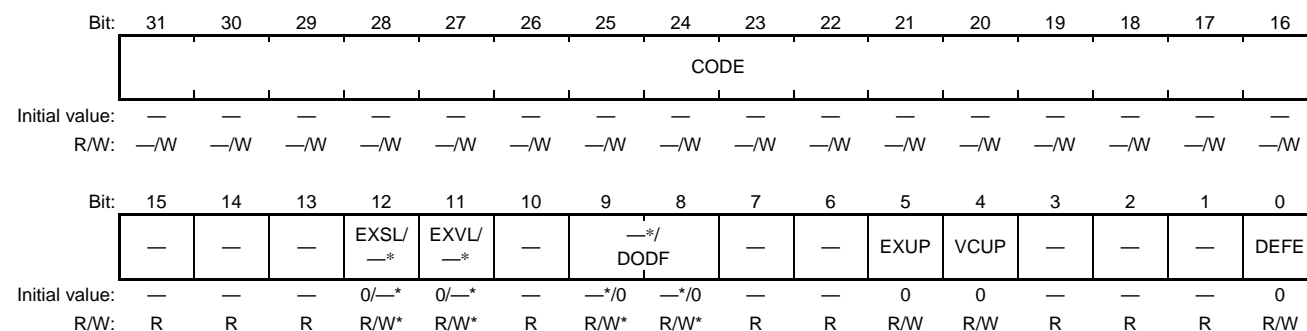 Bit: 31 30 29 28 27 26 25 24 23 22 21 20 19 18 17 16
CODE
Initial value: — — — — — — — — — — — — — — — —
R/W: —/W —/W —/W —/W —/W —/W —/W —/W —/W —/W —/W —/W —/W —/W —/W —/W
Bit: 15 14 13 12 11 10 9 8 7 6 5 4 3 2 1 0
— — — EXSL/ —* EXVL/ —* — —*/ DODF — — EXUP VCUP — — — DEFE
Initial value: — — — 0/—* 0/—* — —*/0 —*/0 — — 0 0 — — — 0
R/W: R R R R/W* R/W* R R/W* R/W* R R R/W R/W R R R R/W